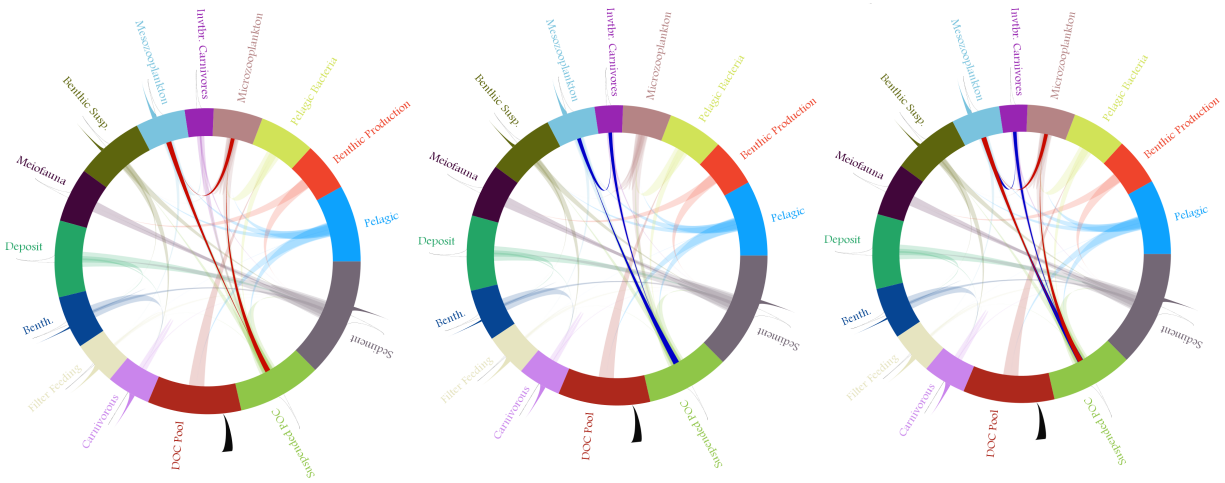 Mesozooplankton
Invtbr. Carnivores
Microzooplankton
Pelagic Bacteria
Benthic Production
Pelagic
Sediment
Suspended POC
DOC Pool
Carnivorous
Filter Feeding
Benth.
Deposit
Meiofauna
Benthic Susp.
Mesozooplankton
Invtbr. Carnivores
Microzooplankton
Pelagic Bacteria
Benthic Production
Pelagic
Sediment
Suspended POC
DOC Pool
Carnivorous
Filter Feeding
Benth.
Deposit
Meiofauna
Benthic Susp.
Mesozooplankton
Invtbr. Carnivores
Microzooplankton
Pelagic Bacteria
Benthic Production
Pelagic
Sediment
Suspended POC
DOC Pool
Carnivorous
Filter Feeding
Benth.
Deposit
Meiofauna
Benthic Susp.